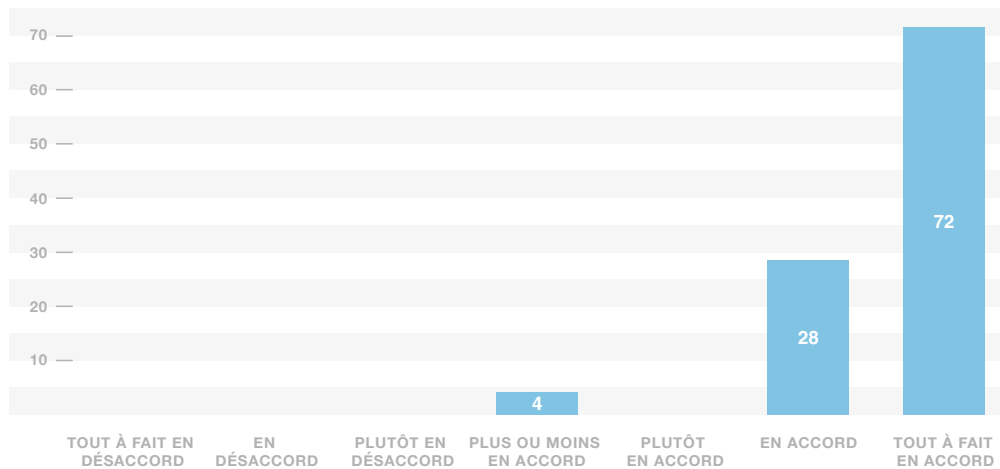 70
60
50
40
30
20
10
72
28
4
TOUT À FAIT EN
DÉSACCORD
EN
DÉSACCORD
PLUTÔT EN
DÉSACCORD
PLUS OU MOINS
EN ACCORD
PLUTÔT
EN ACCORD
EN ACCORD
TOUT À FAIT
EN ACCORD